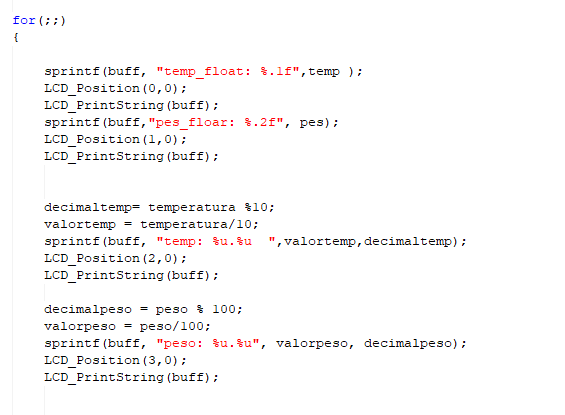 for(;;)
{
sprintf(buff, "temp_float: %.1f",temp );
LCD_Position(0,0);
LCD_PrintString(buff);
sprintf(buff,"pes_floar: %.2f", pes);
LCD_Position(1,0);
LCD_PrintString(buff);
decimaltemp= temperatura %10;
valortemp = temperatura/10;
sprintf(buff, "temp: %u.%u  ",valortemp,decimaltemp);
LCD_Position(2,0);
LCD_PrintString(buff);
decimalpeso = peso % 100;
valorpeso = peso/100;
sprintf(buff, "peso: %u.%u", valorpeso, decimalpeso);
LCD_Position(3,0);
LCD_PrintString(buff);